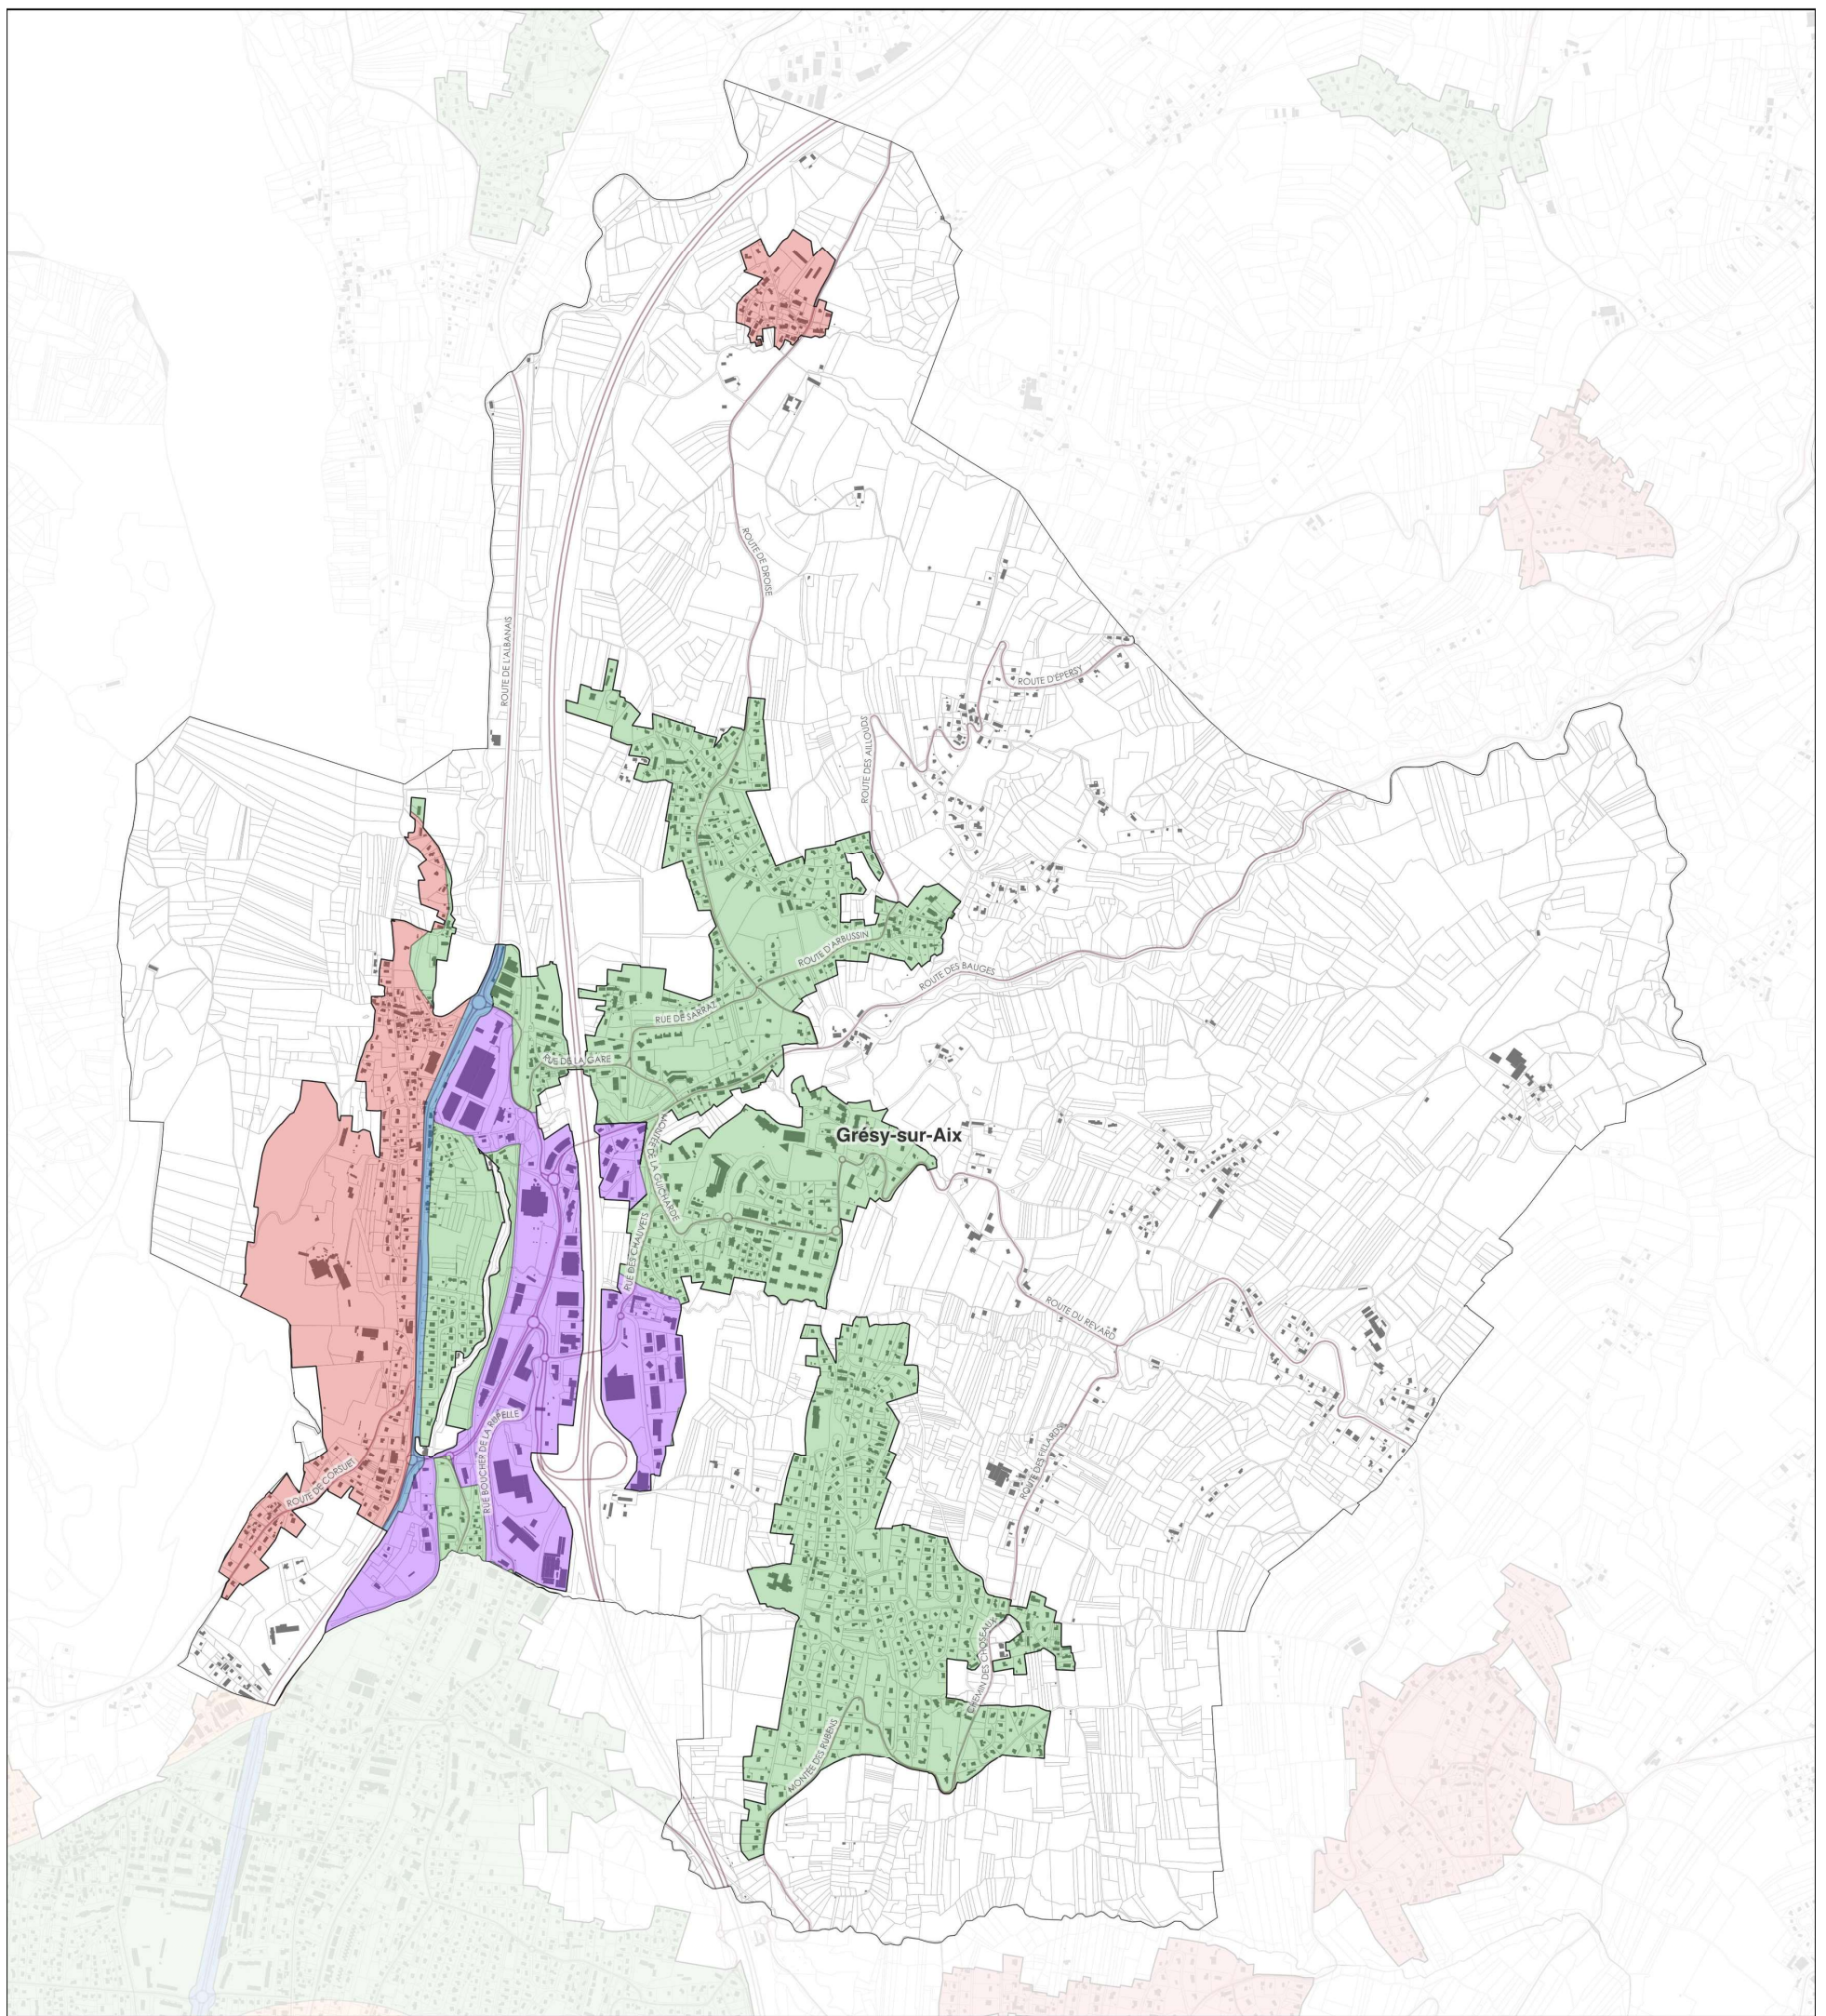 ROUTE DE DROISE
ROUTE DE L'ALBANAIS
ROUTE D'ÉPERSY
ROUTE DES AILLOUDS
ROUTE D'ARBUSSIN
ROUTE DES BAUGES
RUE DE SARRAZ
RUE DE LA GARE
Grésy-sur-Aix
MONTÉE DE LA GUICHARDE
RUE DES CHAUVETS
ROUTE DU REVARD
RUE BOUCHER DE LA RUPELLE
ROUTE DES FILLARDS
ROUTE DE CORSUET
CHEMIN DES CHOSEAUX
MONTÉE DES RUBENS